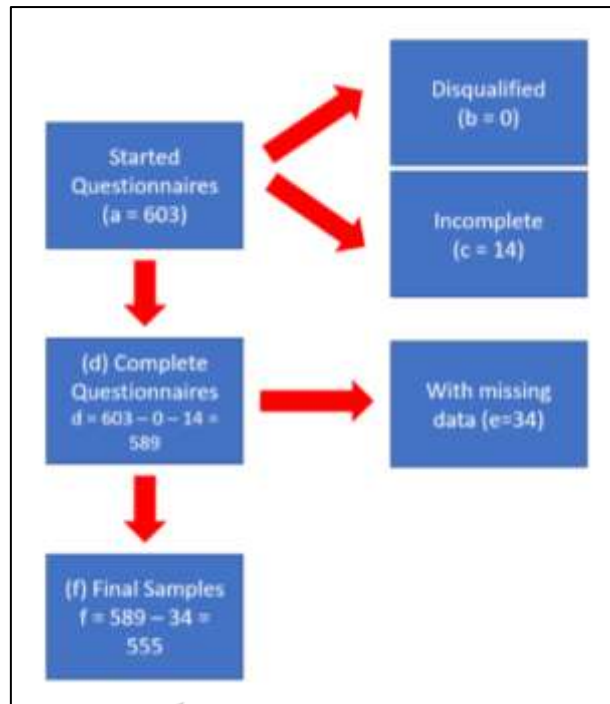 Started
Questionnaires
(a = 603)
Disqualified
(b = 0)
Incomplete
(c = 14)
(d) Complete
Questionnaires
d = 603 – 0 – 14 =
589
With missing
data (e=34)
(f) Final Samples
f = 589 – 34 =
555